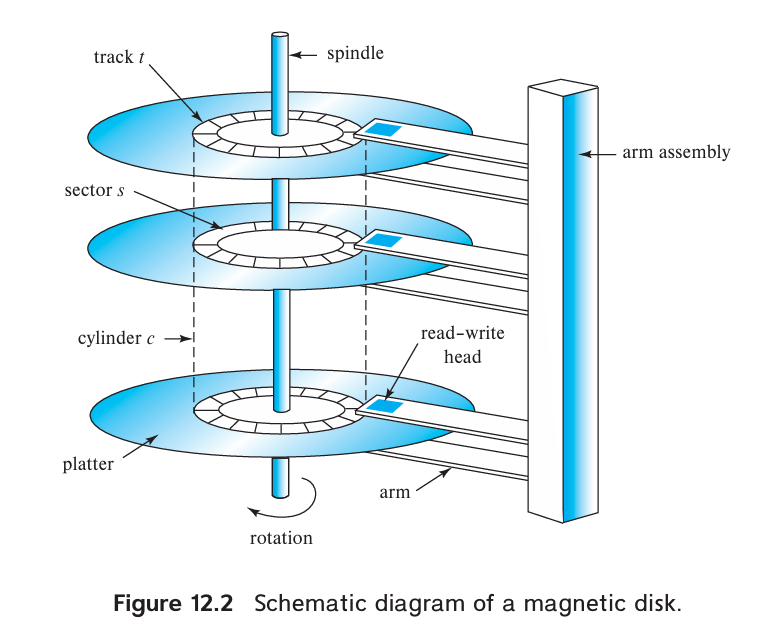 track t
spindle
arm assembly
sector s
cylinder c
read–write
head
platter
arm
rotation
Figure 12.2 Schematic diagram of a magnetic disk.